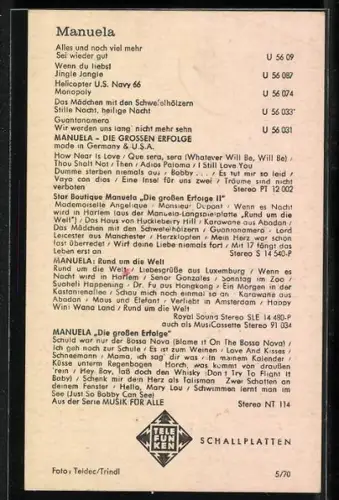 Manuela
Alles und noch viel mehr
Sei wieder gut U 56 09
Wenn du liebst
Jingle Jangle U 56 087
Helicopter U.S. Navy 66
Monopoly U 56 074
Das Mädchen mit den Schwefelhölzern
Stille Nacht, heilige Nacht U 56 033
Guantanamera
Wir werden uns lang' nicht mehr sehn U 56 031
MANUELA - DIE GROSSEN ERFOLGE
made in Germany & U.S.A.
How Near Is Love / Que sera, sera (Whatever Will Be, Will Be) /
Thou Shalt Not / Then / Adios Paloma / I Still Love You
Dumme sterben niemals aus / Bobby . . . / Es tut mir so leid /
Vaya con dios / Eine Insel für uns zwei / Träume sind nicht
verboten Stereo PT 12 002
Star Boutique Manuela „Die großen Erfolge II"
Mademoiselle Angelique · Monsieur Dupont / Wenn es Nacht
wird in Harlem (aus der Manuela-Langspielplatte „Rund um die
Welt") / Das Haus von Huckleberry Hill / Karawane aus Abadan /
Das Mädchen mit den Schwefelhölzern / Guantanamera · Lord
Leicester aus Manchester / Herzklopfen / Mein Herz war schon
fast überredet / Wirf deine Liebe niemals fort / Mit 17 fängt das
Leben erst an Stereo S 14 540-P
MANUELA: Rund um die Welt
Rund um die Welt / Liebesgrüße aus Luxemburg / Wenn es
Nacht wird in Harlem / Senor Gonzales / Sonntag im Zoo /
Suaheli Happening · Dr. Fu aus Hongkong / Ein Morgen in der
Kastanienallee / Schau mich noch einmal so an · Karawane aus
Abadan / Maus und Elefant / Verliebt in Amsterdam / Happy
Wini Wana Land / Rund um die Welt
Royal Sound Stereo SLE 14 480-P
auch als MusiCassette Stereo 91 034
MANUELA „Die großen Erfolge"
Schuld war nur der Bossa Nova (Blame it On The Bossa Nova) /
Ich geh noch zur Schule / Es ist zum Weinen / Love And Kisses /
Schneemann / Mama, ich sag' dir was / In meinem Kalender /
Küsse unterm Regenbogen · Horch, was kommt von draußen
rein / Hey Boy, laß doch den Whisky (Don't Try To Fight It
Baby) / Schenk mir dein Herz als Talisman · Zwei Schatten an
deinem Fenster / Hello, Mary Lou / Schwimmen lernt man im
See (Just So Bobby Can See)
Aus der Serie MUSIK FÜR ALLE Stereo NT 114
TELE
FUN
KEN
SCHALLPLATTEN
Foto: Teldec/Trindl 5/70